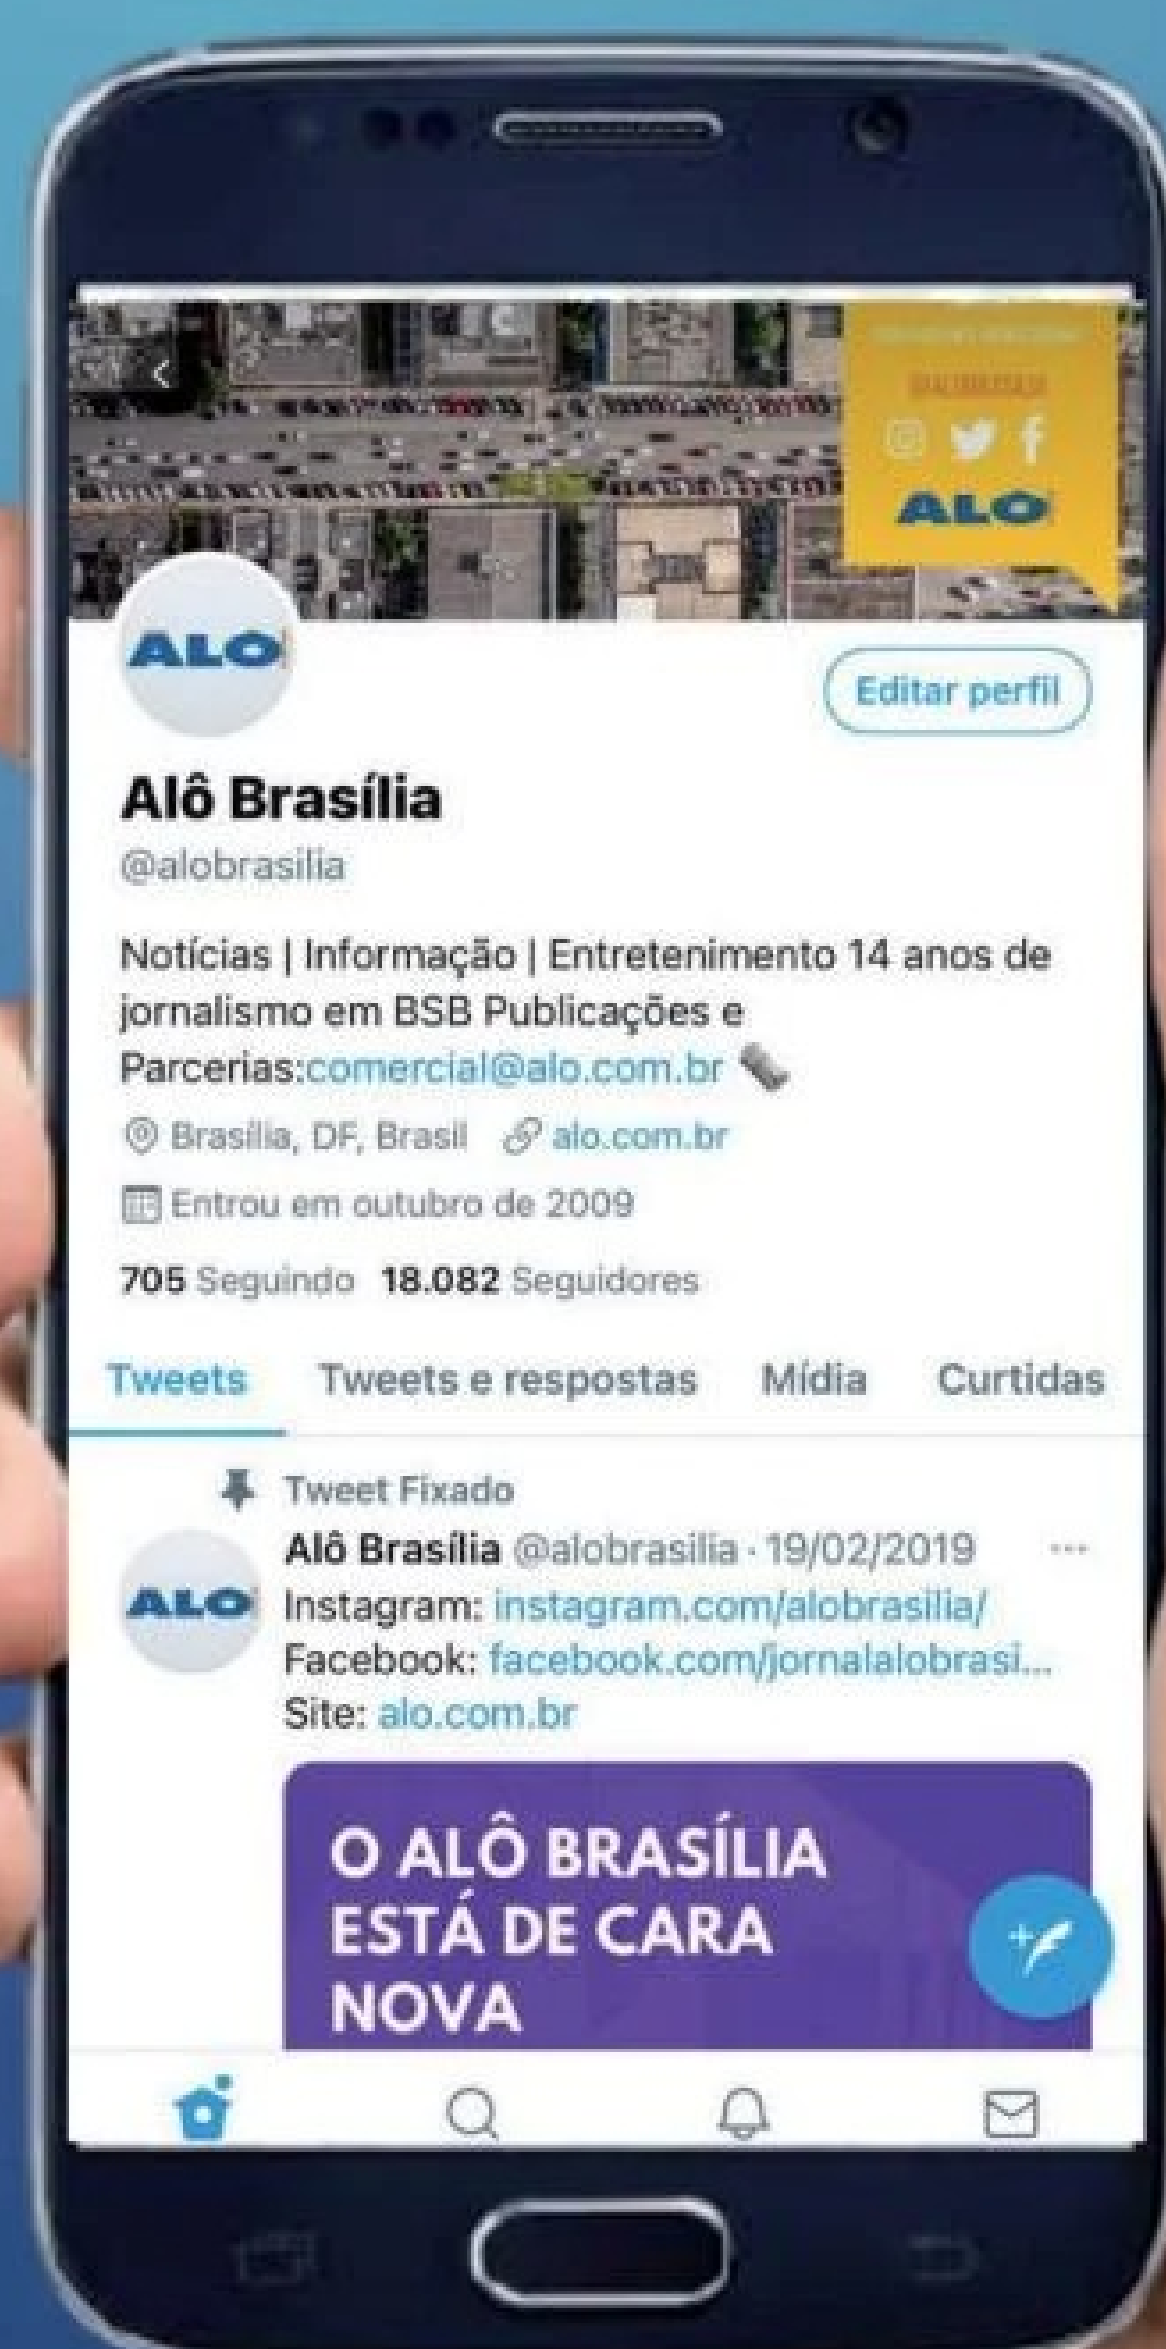 ALO
ALO
Editar perfil
Alô Brasília
@alobrasilia
Notícias | Informação | Entretenimento 14 anos de
jornalismo em BSB Publicações e
Parcerias:comercial@alo.com.br
Brasília, DF, Brasil alo.com.br
Entrou em outubro de 2009
705 Seguindo 18.082 Seguidores
Tweets Tweets e respostas Mídia Curtidas
Tweet Fixado
Alô Brasília @alobrasilia · 19/02/2019 ...
ALO Instagram: instagram.com/alobrasilia/
Facebook: facebook.com/jornalalobrasi...
Site: alo.com.br
O ALÔ BRASÍLIA
ESTÁ DE CARA
NOVA